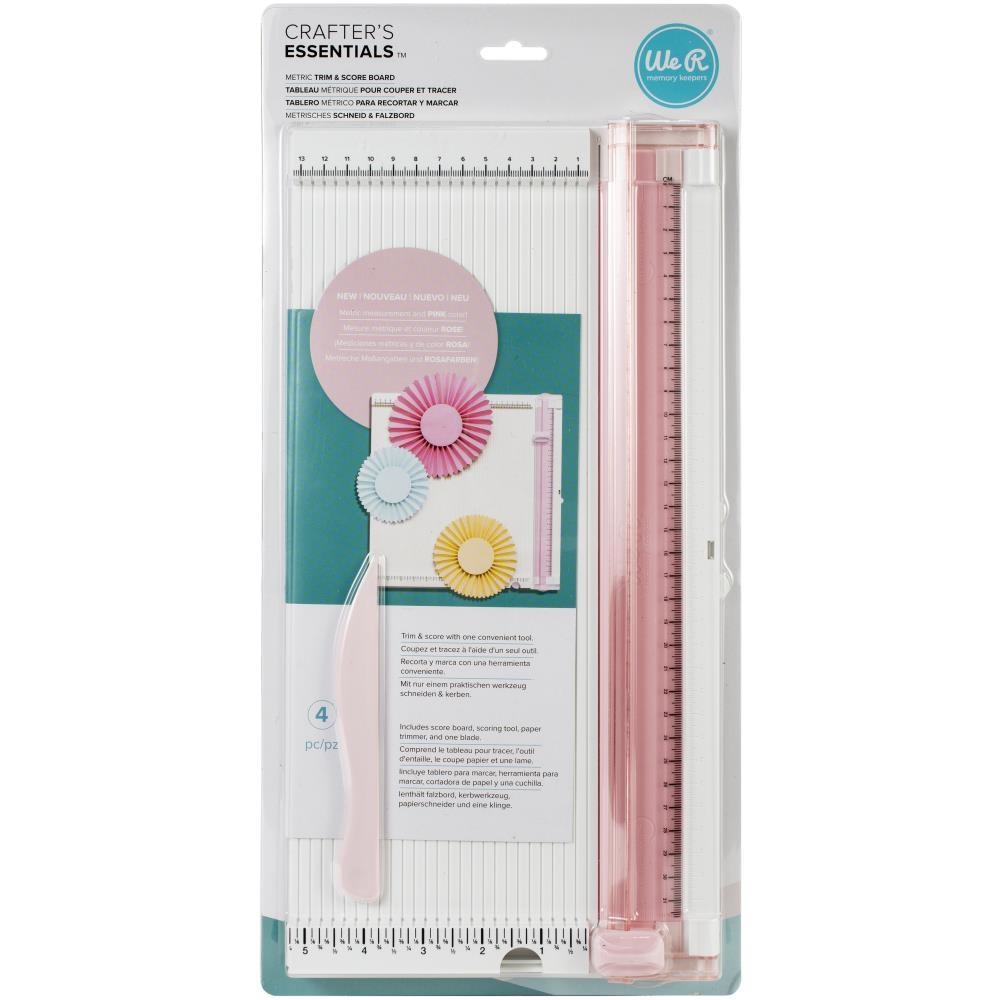 CRAFTER'S
ESSENTIALS™
METRIC TRIM & SCORE BOARD
TABLEAU MÉTRIQUE POUR COUPER ET TRACER
TABLERO MÉTRICO PARA RECORTAR Y MARCAR
METRISCHES SCHNEID & FALZBORD
We R®
memory keepers
13 12 11 10 9 8 7 6 5 4 3 2 1
CM
NEW | NOUVEAU | NUEVO | NEU
Metric measurement and PINK color!
Mesure métrique et couleur ROSE!
¡Mediciones métricas y de color ROSA!
Metreche Maßangaben und ROSAFARBEN!
Trim & score with one convenient tool.
Coupez et tracez à l'aide d'un seul outil.
Recorta y marca con una herramienta
conveniente.
Mit nur einem praktischen werkzeug
schneiden & kerben.
4
pc/pz
Includes score board, scoring tool, paper
trimmer, and one blade.
Comprend le tableau pour tracer, l'outil
d'entaille, le coupe papier et une lame.
Iincluye tablero para marcar, herramienta para
marcar, cortadora de papel y una cuchilla.
Ienthält falzbord, kerbwerkzeug,
papierschneider und eine klinge.
5 4 3 2 1